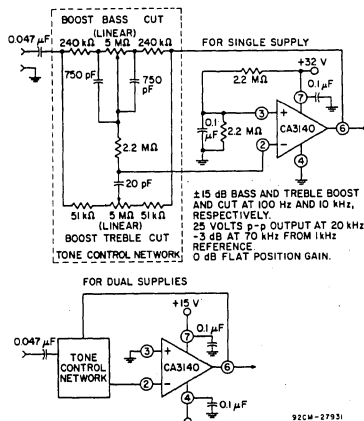 BOOST BASS CUT
(LINEAR)
0.047 µF 240 kΩ 5 MΩ 240 kΩ
FOR SINGLE SUPPLY
+32 V
750 pF
750 pF
2.2 MΩ
0.1 µF
7
3
+
0.1 µF
2.2 MΩ
CA3140
6
2.2 MΩ
2
−
4
20 pF
51 kΩ 5 MΩ 51 kΩ
(LINEAR)
BOOST TREBLE CUT
TONE CONTROL NETWORK
±15 dB BASS AND TREBLE BOOST
AND CUT AT 100 Hz AND 10 kHz,
RESPECTIVELY.
25 VOLTS p-p OUTPUT AT 20 kHz
-3 dB AT 70 kHz FROM 1kHz
REFERENCE.
0 dB FLAT POSITION GAIN.
FOR DUAL SUPPLIES
+15 V
0.047 µF
0.1 µF
7
3
+
TONE
CONTROL
NETWORK
CA3140
6
2
−
4
0.1 µF
92CM-27931